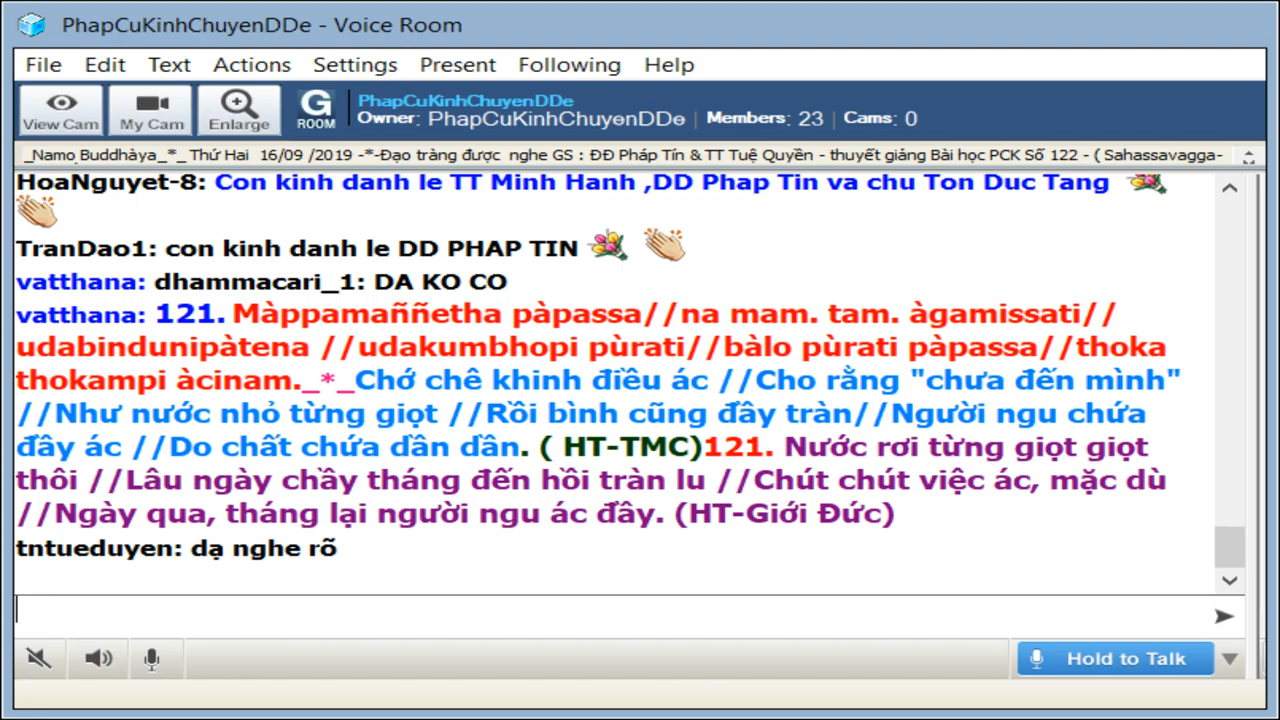 PhapCuKinhChuyenDDe - Voice Room
File Edit Text Actions Settings Present Following Help
View Cam My Cam Enlarge G ROOM
PhapCuKinhChuyenDDe
Owner: PhapCuKinhChuyenDDe | Members: 23 | Cams: 0
_Namo Buddhàya_*_ Thứ Hai 16/09 /2019 -*-Đạo tràng được nghe GS : ĐĐ Pháp Tín & TT Tuệ Quyền - thuyết giảng Bài học PCK Số 122 - ( Sahassavagga-
HoaNguyet-8: Con kinh danh le TT Minh Hanh ,DD Phap Tin va chu Ton Duc Tang
TranDao1: con kinh danh le DD PHAP TIN
vatthana: dhammacari_1: DA KO CO
vatthana: 121. Màppamaññetha pàpassa//na mam. tam. àgamissati//
udabindunipàtena //udakumbhopi pùrati//bàlo pùrati pàpassa//thoka
thokampi àcinam._*_Chớ chê khinh điều ác //Cho rằng "chưa đến mình"
//Như nước nhỏ từng giọt //Rồi bình cũng đầy tràn//Người ngu chứa
đầy ác //Do chất chứa dần dần. ( HT-TMC)121. Nước rơi từng giọt giọt
thôi //Lâu ngày chầy tháng đến hồi tràn lu //Chút chút việc ác, mặc dù
//Ngày qua, tháng lại người ngu ác đầy. (HT-Giới Đức)
tntueduyen: dạ nghe rõ
Hold to Talk